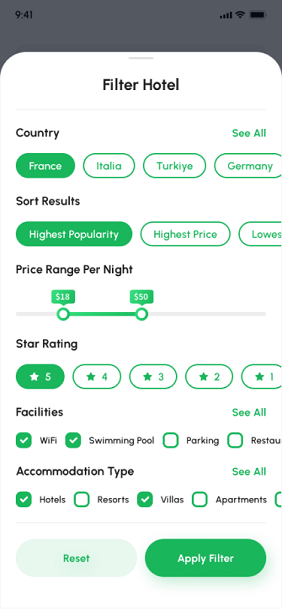 9:41
Filter Hotel
Country See All
France Italia Turkiye Germany
Sort Results
Highest Popularity Highest Price Lowes
Price Range Per Night
$18 $50
Star Rating
5 4 3 2 1
Facilities See All
WiFi Swimming Pool Parking Restau
Accommodation Type See All
Hotels Resorts Villas Apartments
Reset Apply Filter